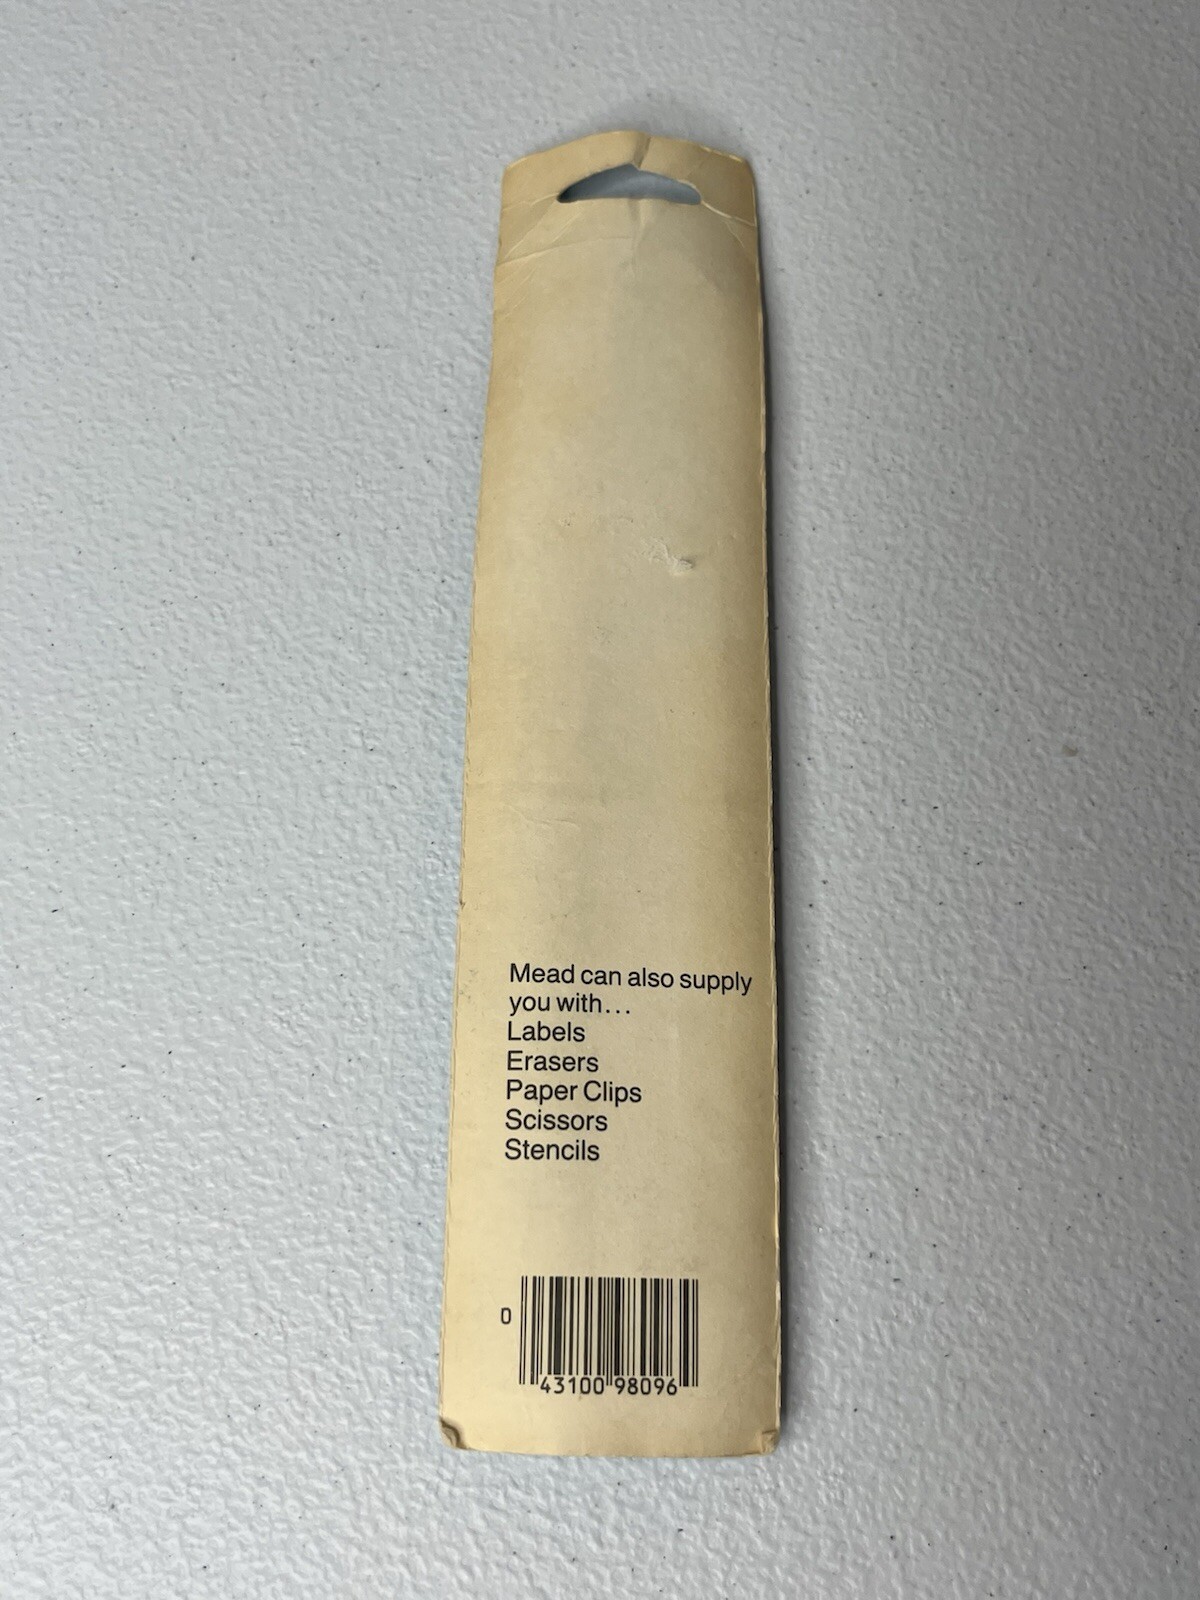 Mead can also supply
you with...
Labels
Erasers
Paper Clips
Scissors
Stencils
0 43100 98096